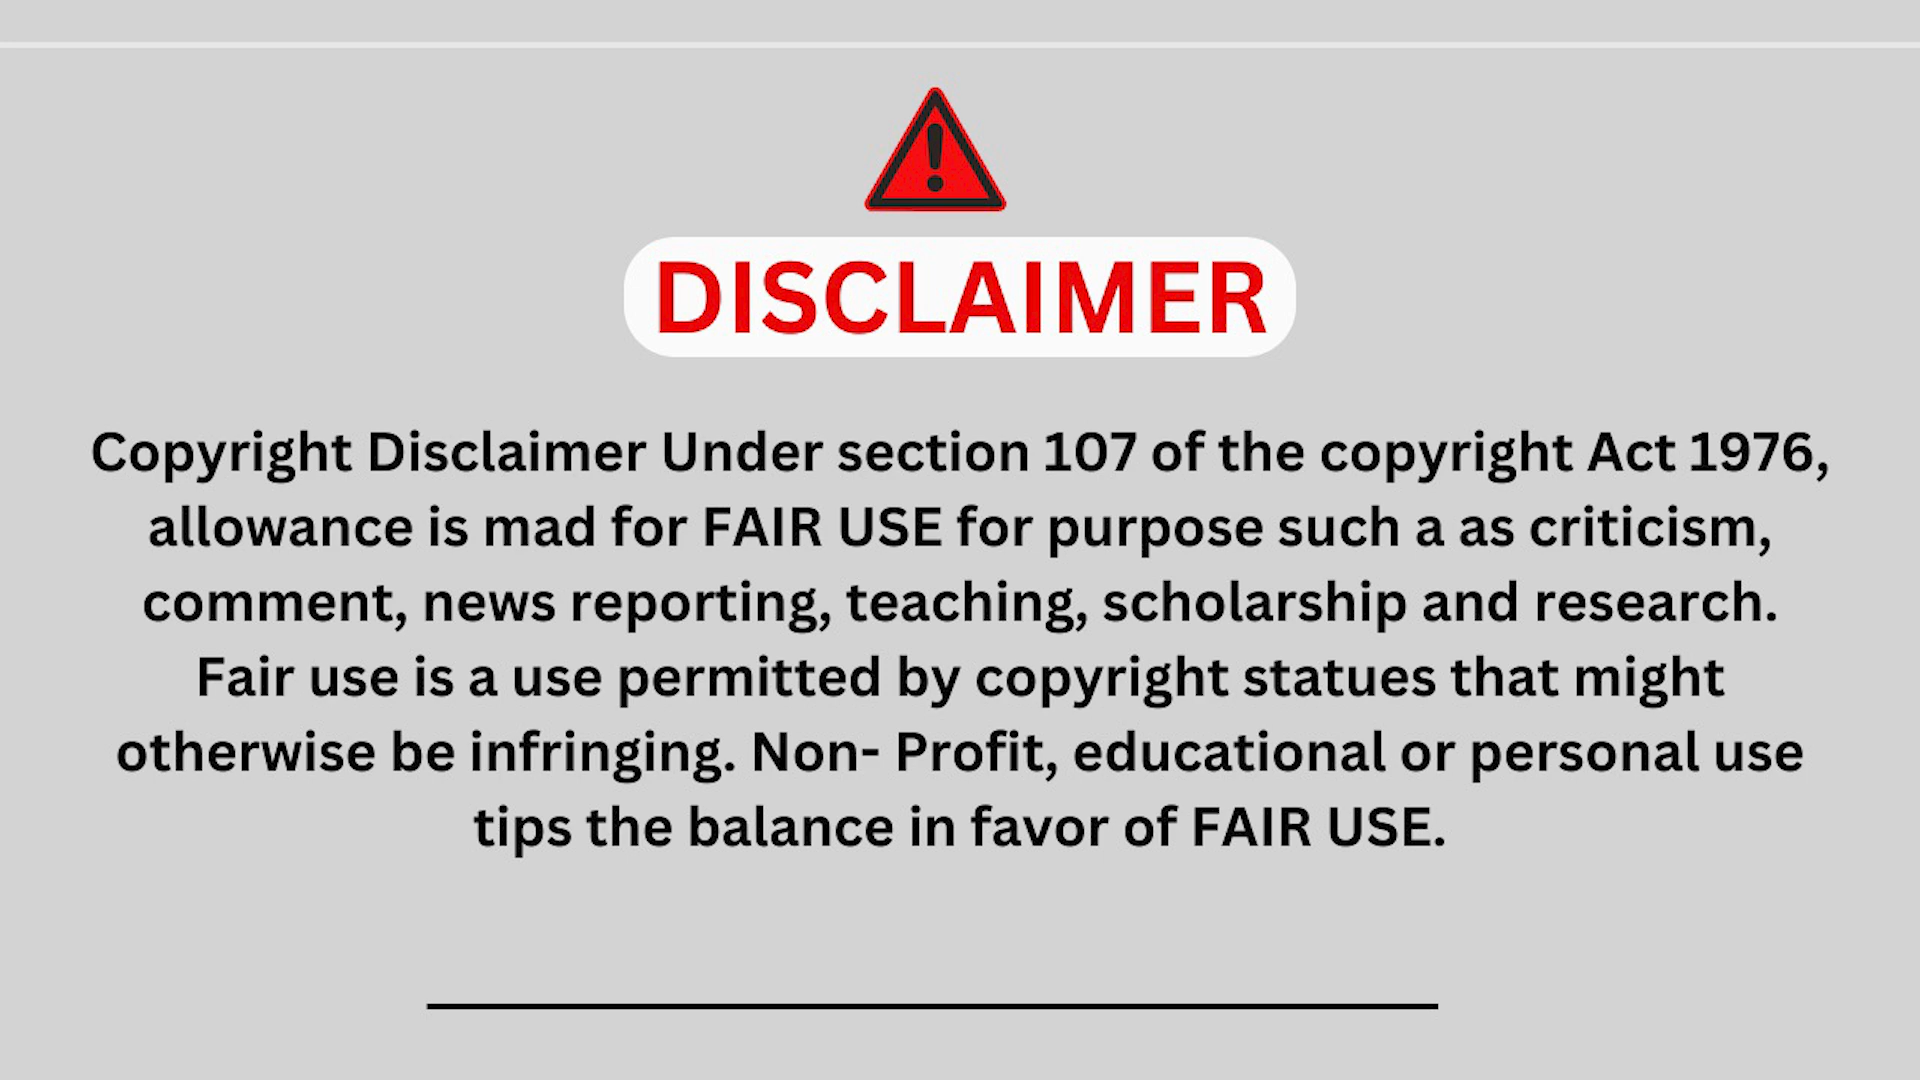 DISCLAIMER
Copyright Disclaimer Under section 107 of the copyright Act 1976,
allowance is mad for FAIR USE for purpose such a as criticism,
comment, news reporting, teaching, scholarship and research.
Fair use is a use permitted by copyright statues that might
otherwise be infringing. Non- Profit, educational or personal use
tips the balance in favor of FAIR USE.